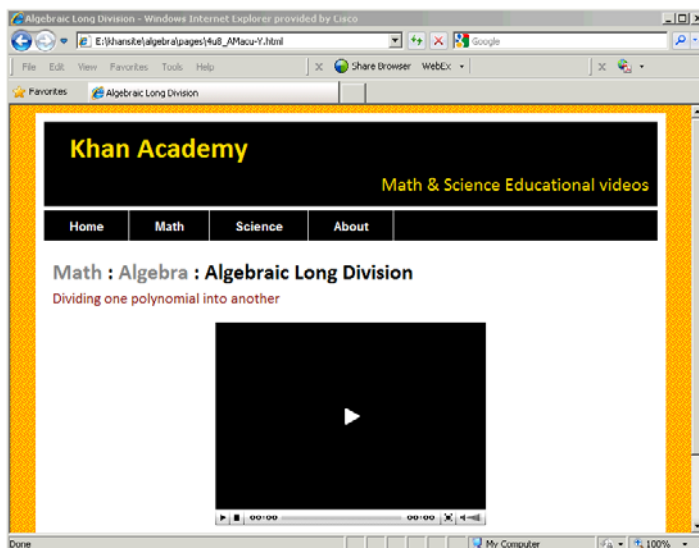 Algebraic Long Division - Windows Internet Explorer provided by Cisco
E:\khansite\algebra\pages\4u8_AMacu-Y.html
Google
File Edit View Favorites Tools Help
X Share Browser WebEx
X
Favorites
Algebraic Long Division
Khan Academy
Math & Science Educational videos
Home Math Science About
Math : Algebra : Algebraic Long Division
Dividing one polynomial into another
00:00 00:00
Done My Computer 100%